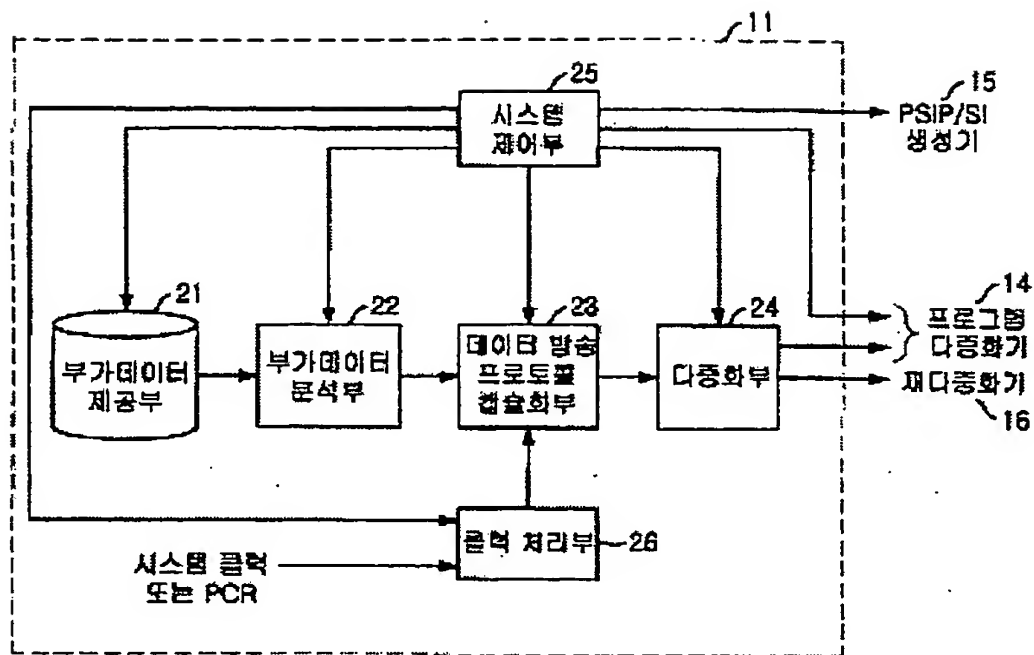 11
25
시스템
제어부
15
PSIP/SI
생성기
21
부가데이터
제공부
22
부가데이터
분석부
23
데이터 방송
프로토콜
캡슐화부
24
다중화부
14
프로그램
다중화기
재다중화기
16
클럭 처리부
26
시스템 클럭
또는 PCR